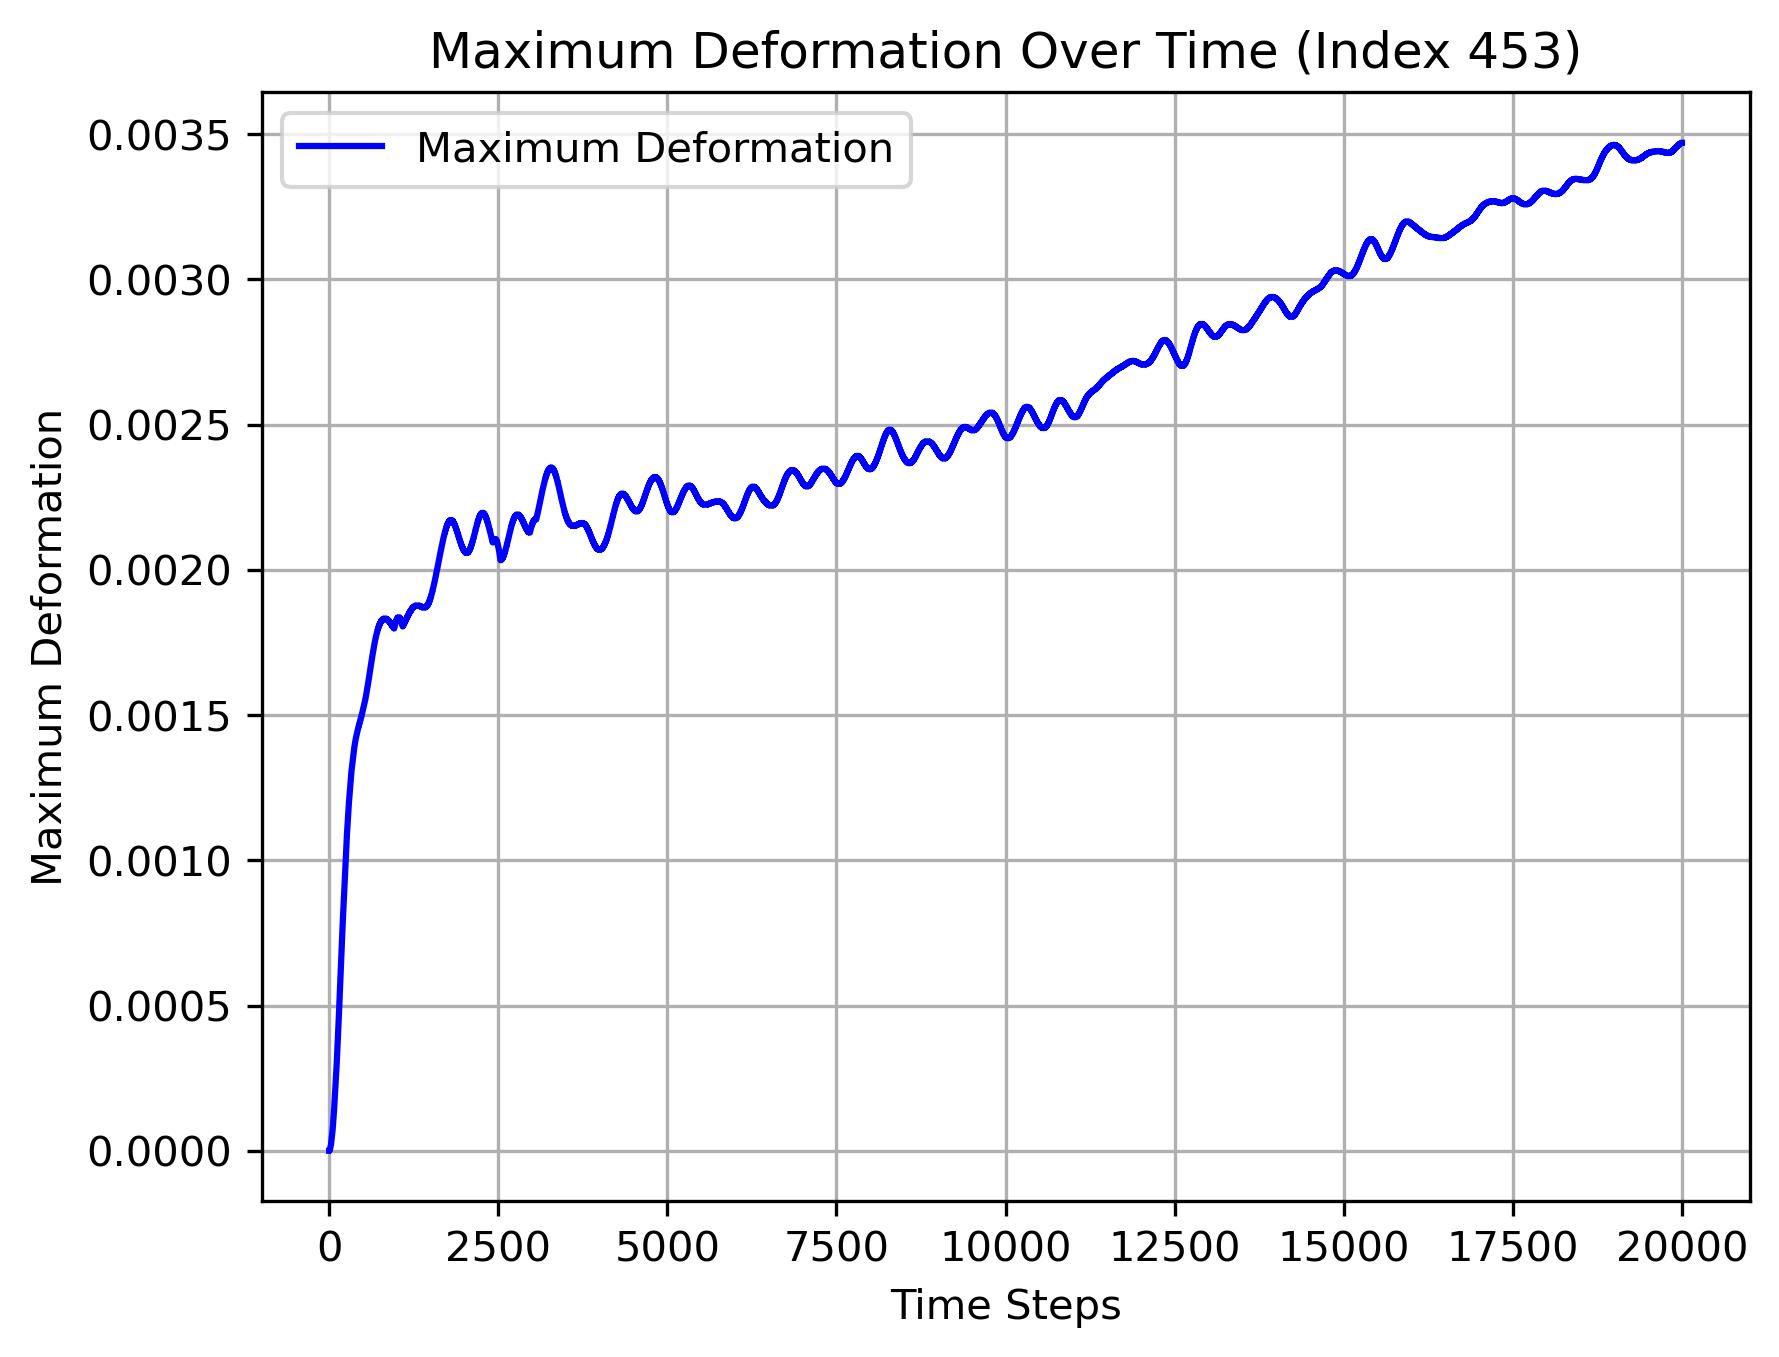 Maximum Deformation Over Time (Index 453)
Maximum Deformation
Maximum Deformation
0.0035
0.0030
0.0025
0.0020
0.0015
0.0010
0.0005
0.0000
0 2500 5000 7500 10000 12500 15000 17500 20000
Time Steps